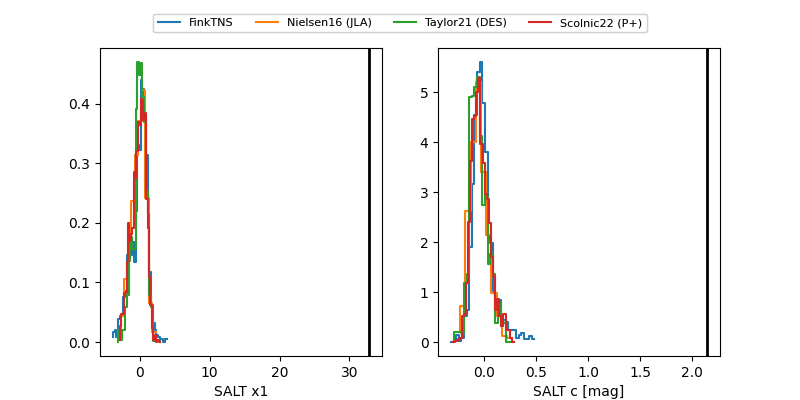 FinkTNS Nielsen16 (JLA) Taylor21 (DES) Scolnic22 (P+)
0.4
0.3
0.2
0.1
0.0
0 10 20 30
SALT x1
5
4
3
2
1
0
0.0 0.5 1.0 1.5 2.0
SALT c [mag]